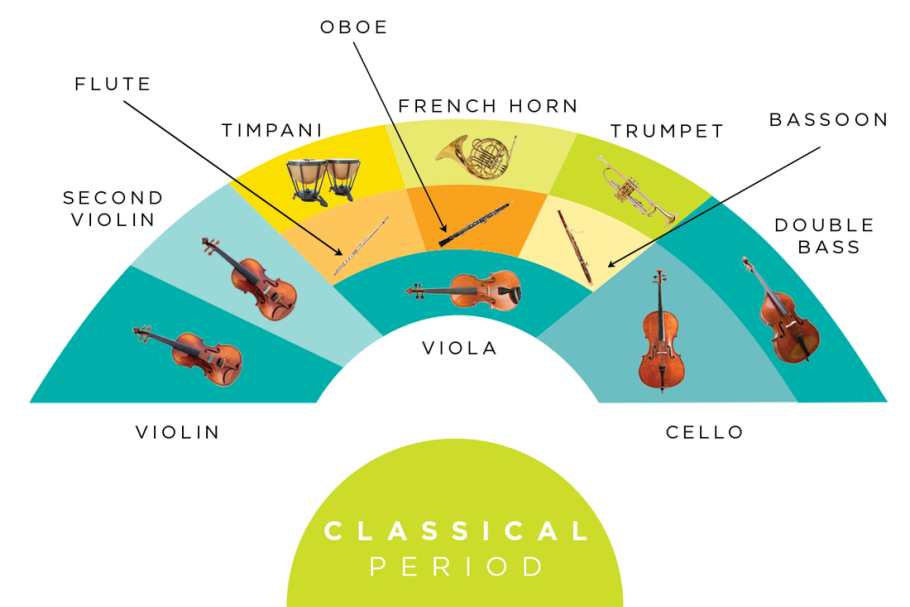 OBOE
FLUTE
FRENCH HORN
TIMPANI
TRUMPET
BASSOON
SECOND
VIOLIN
DOUBLE
BASS
VIOLA
VIOLIN
CELLO
CLASSICAL
PERIOD